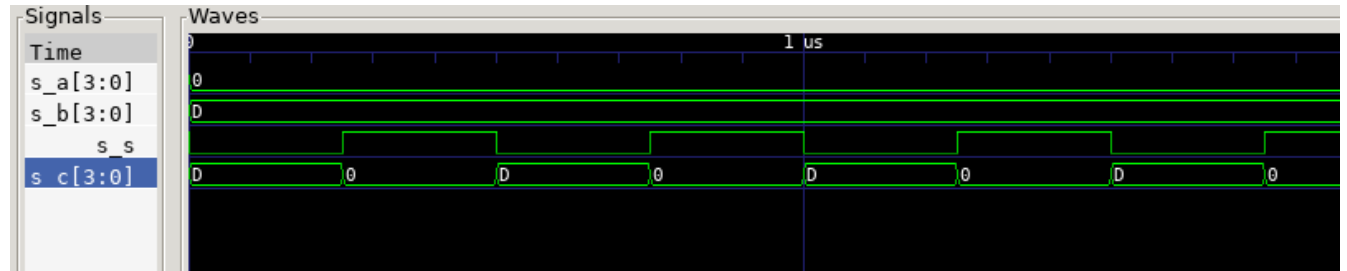 Signals Waves
Time 0 1 us
s_a[3:0] 0
s_b[3:0] D
s_s
s_c[3:0] D 0 D 0 D 0 D 0